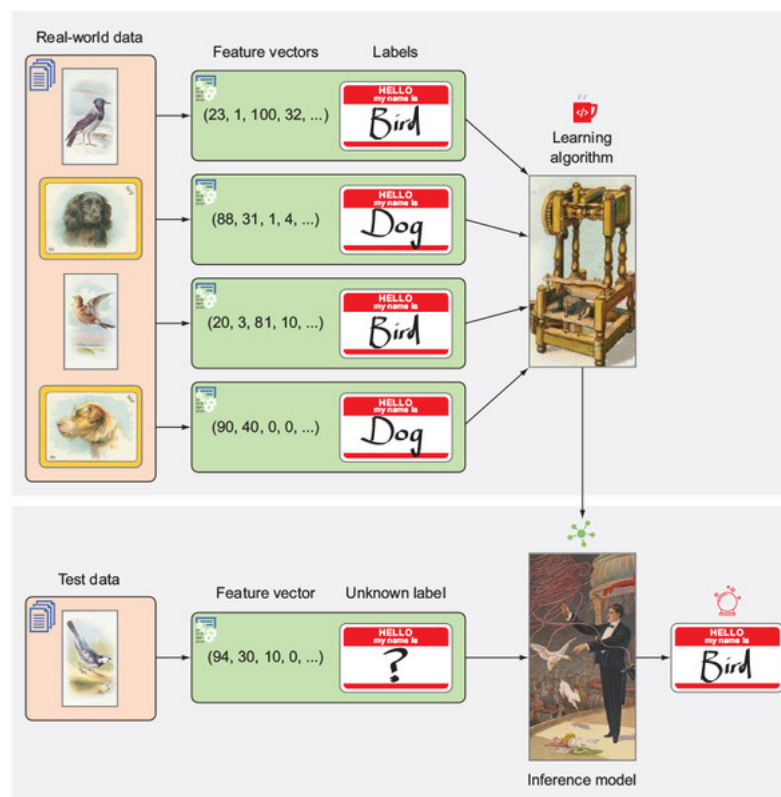 Real-world data
Feature vectors
Labels
(23, 1, 100, 32, ...)
HELLO
my name is
Bird
(88, 31, 1, 4, ...)
HELLO
my name is
Dog
(20, 3, 81, 10, ...)
HELLO
my name is
Bird
(90, 40, 0, 0, ...)
HELLO
my name is
Dog
Learning
algorithm
Test data
Feature vector
Unknown label
(94, 30, 10, 0, ...)
HELLO
my name is
?
HELLO
my name is
Bird
Inference model